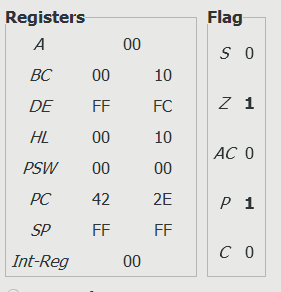 Registers
A 00
BC 00 10
DE FF FC
HL 00 10
PSW 00 00
PC 42 2E
SP FF FF
Int-Reg 00
Flag
S 0
Z 1
AC 0
P 1
C 0